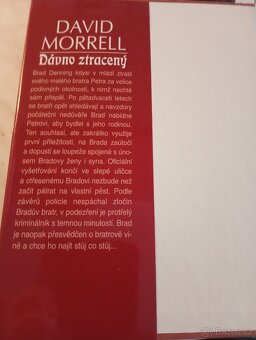 DAVID
MORRELL
Dávno ztracený
Brad Denning kdysi v mládí ztratil
svého malého bratra Petra za velice
podivných okolností, k nimž nechtě
sám přispěl. Po pětadvaceti letech
se bratři opět shledávají a navzdory
počáteční nedůvěře Brad nabídne
Petrovi, aby bydlel s jeho rodinou.
Ten souhlasí, ale zakrátko využije
první příležitosti, na Brada zaútočí
a dopustí se loupeže spojené s úno-
sem Bradovy ženy i syna. Oficiální
vyšetřování končí ve slepé uličce
a otřesenému Bradovi nezbude než
začít pátrat na vlastní pěst. Podle
závěrů policie nespáchal zločin
Bradův bratr, v podezření je protřelý
kriminálník s temnou minulostí. Brad
je naopak přesvědčen o bratrově vi-
ně a chce ho najít stůj co stůj...